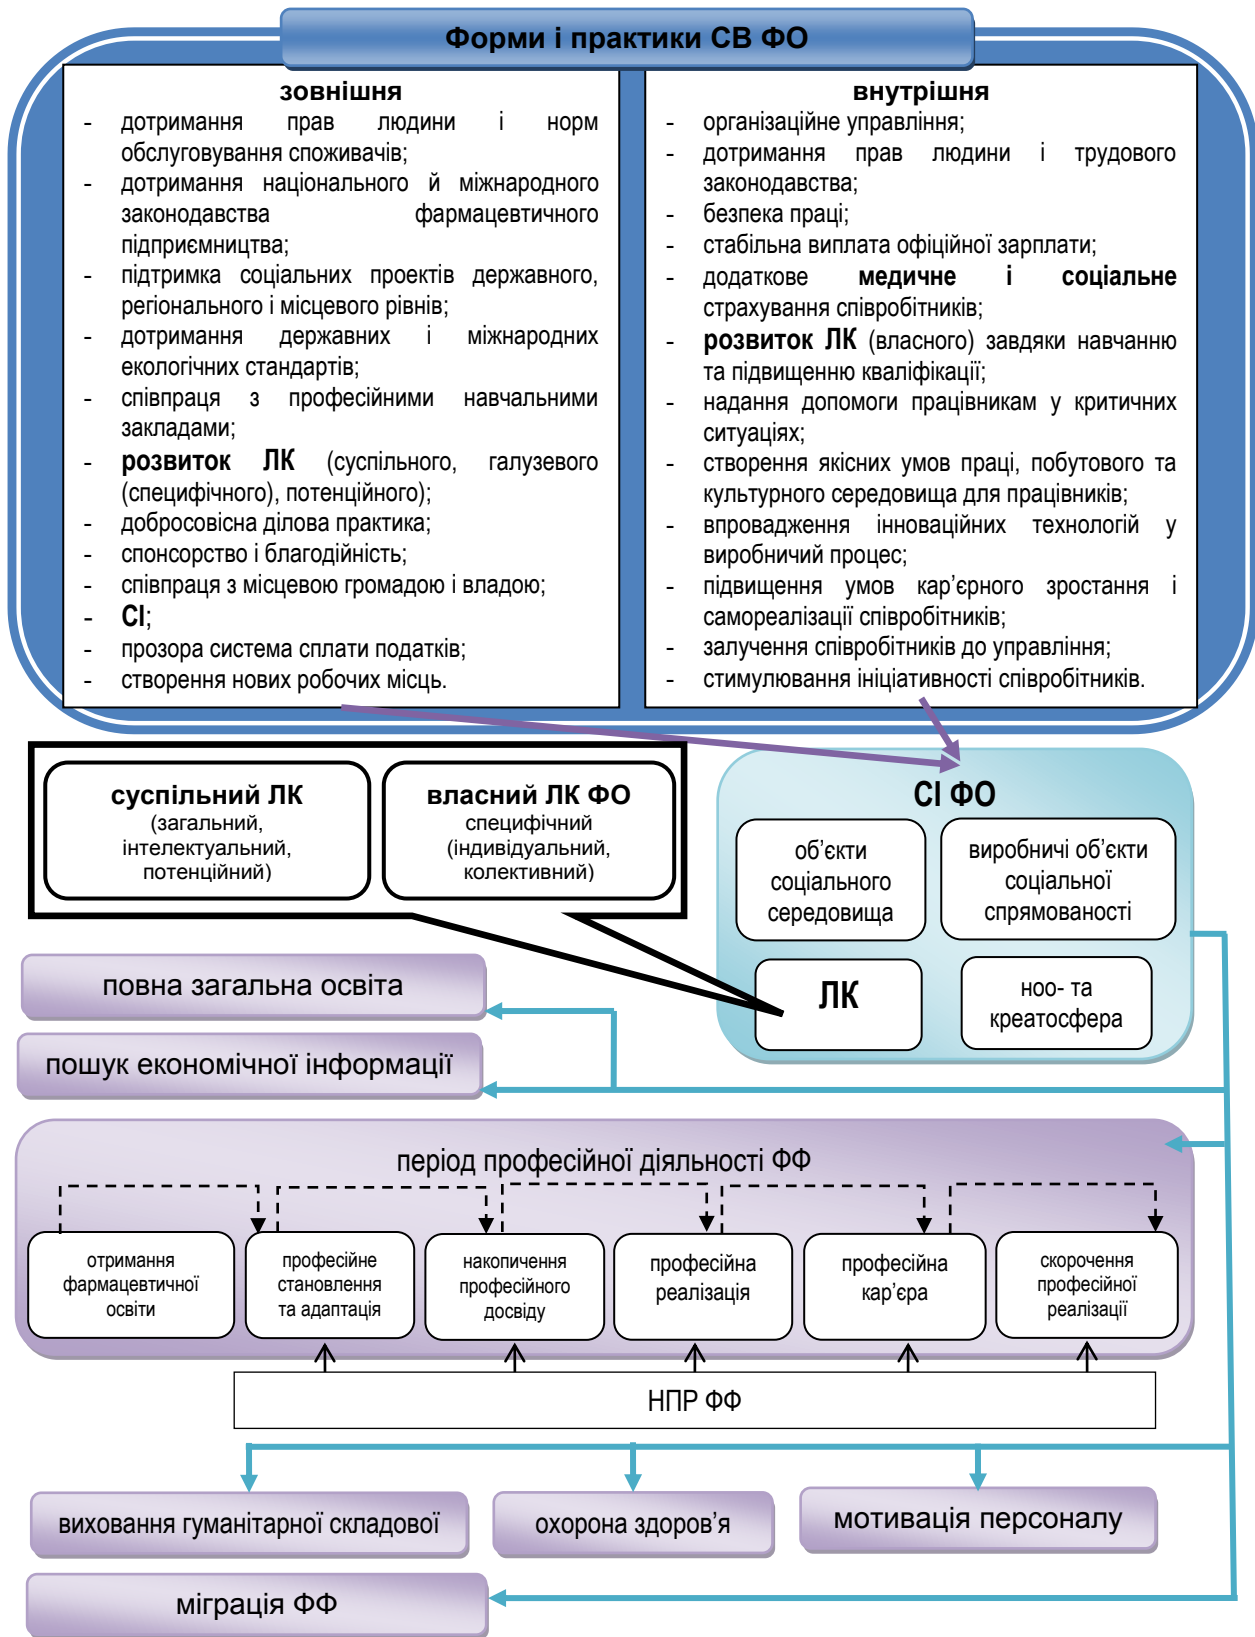 Форми і практики СВ ФО
зовнішня
- дотримання прав людини і норм
обслуговування споживачів;
- дотримання національного й міжнародного
законодавства фармацевтичного
підприємництва;
- підтримка соціальних проектів державного,
регіонального і місцевого рівнів;
- дотримання державних і міжнародних
екологічних стандартів;
- співпраця з професійними навчальними
закладами;
- розвиток ЛК (суспільного, галузевого
(специфічного), потенційного);
- добросовісна ділова практика;
- спонсорство і благодійність;
- співпраця з місцевою громадою і владою;
- СІ;
- прозора система сплати податків;
- створення нових робочих місць.
внутрішня
- організаційне управління;
- дотримання прав людини і трудового
законодавства;
- безпека праці;
- стабільна виплата офіційної зарплати;
- додаткове медичне і соціальне
страхування співробітників;
- розвиток ЛК (власного) завдяки навчанню
та підвищенню кваліфікації;
- надання допомоги працівникам у критичних
ситуаціях;
- створення якісних умов праці, побутового та
культурного середовища для працівників;
- впровадження інноваційних технологій у
виробничий процес;
- підвищення умов кар’єрного зростання і
самореалізації співробітників;
- залучення співробітників до управління;
- стимулювання ініціативності співробітників.
суспільний ЛК
(загальний,
інтелектуальний,
потенційний)
власний ЛК ФО
специфічний
(індивідуальний,
колективний)
СІ ФО
об’єкти
соціального
середовища
виробничі об’єкти
соціальної
спрямованості
ЛК
ноо- та
креатосфера
повна загальна освіта
пошук економічної інформації
період професійної діяльності ФФ
отримання
фармацевтичної
освіти
професійне
становлення
та адаптація
накопичення
професійного
досвіду
професійна
реалізація
професійна
кар’єра
скорочення
професійної
реалізації
НПР ФФ
виховання гуманітарної складової
охорона здоров’я
мотивація персоналу
міграція ФФ